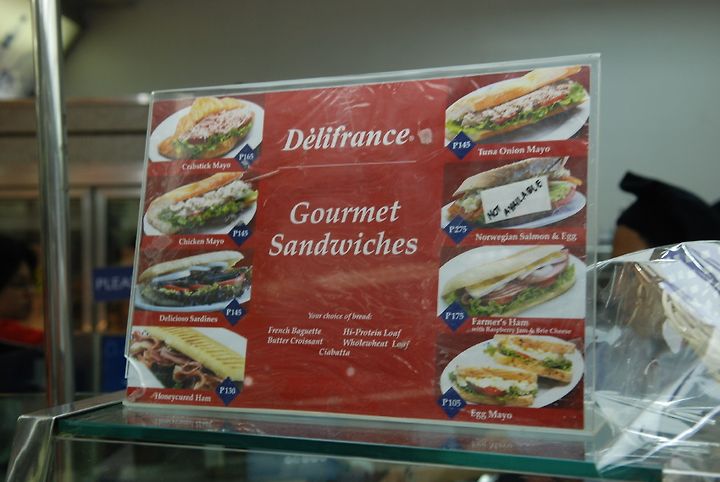 Délifrance
Gourmet
Sandwiches
Your choice of bread:
French Baguette
Hi-Protein Loaf
Butter Croissant
Wholewheat Loaf
Ciabatta
P165
Crabstick Mayo
P145
Chicken Mayo
P145
Delicious Sardines
P130
Honeycured Ham
P145
Tuna Onion Mayo
NOT AVAILABLE
P275
Norwegian Salmon & Egg
P175
Farmer's Ham
with Raspberry Jam & Brie Cheese
P105
Egg Mayo
PLEA